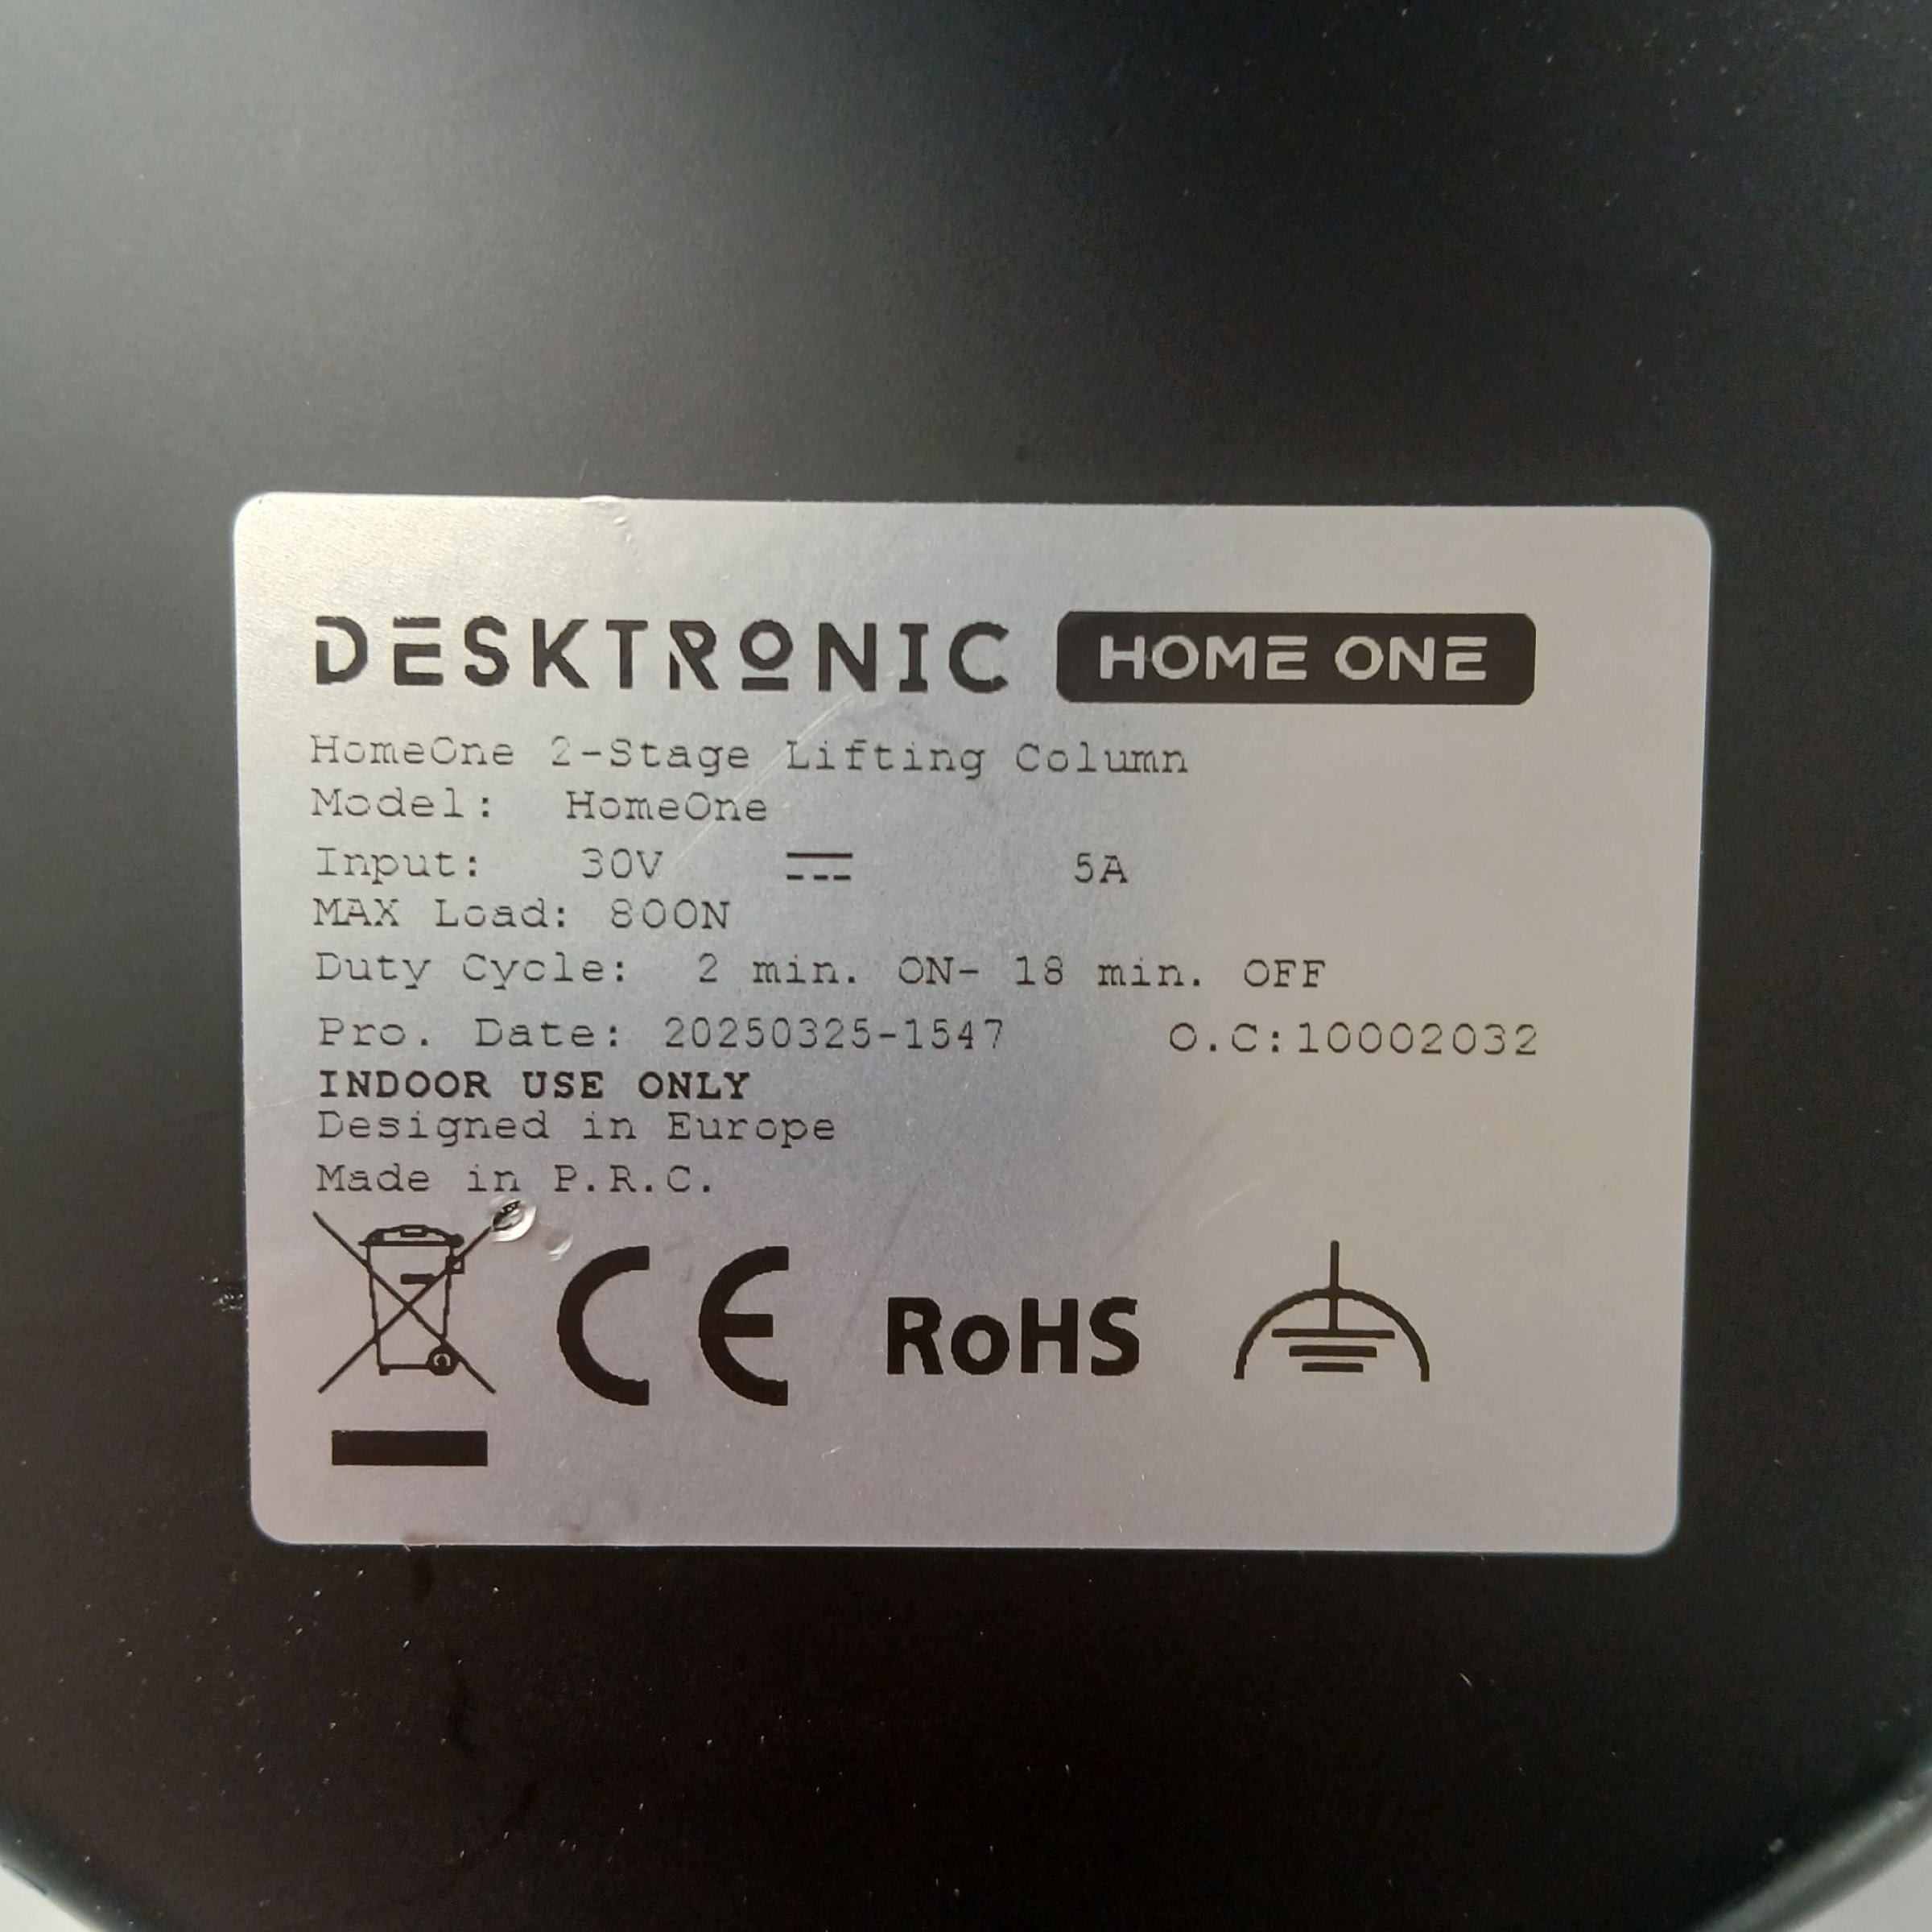 DESKTRONIC HOME ONE
HomeOne 2-Stage Lifting Column
Model: HomeOne
Input: 30V ⎓ 5A
MAX Load: 800N
Duty Cycle: 2 min. ON- 18 min. OFF
Pro. Date: 20250325-1547 O.C:10002032
INDOOR USE ONLY
Designed in Europe
Made in P.R.C.
CE RoHS